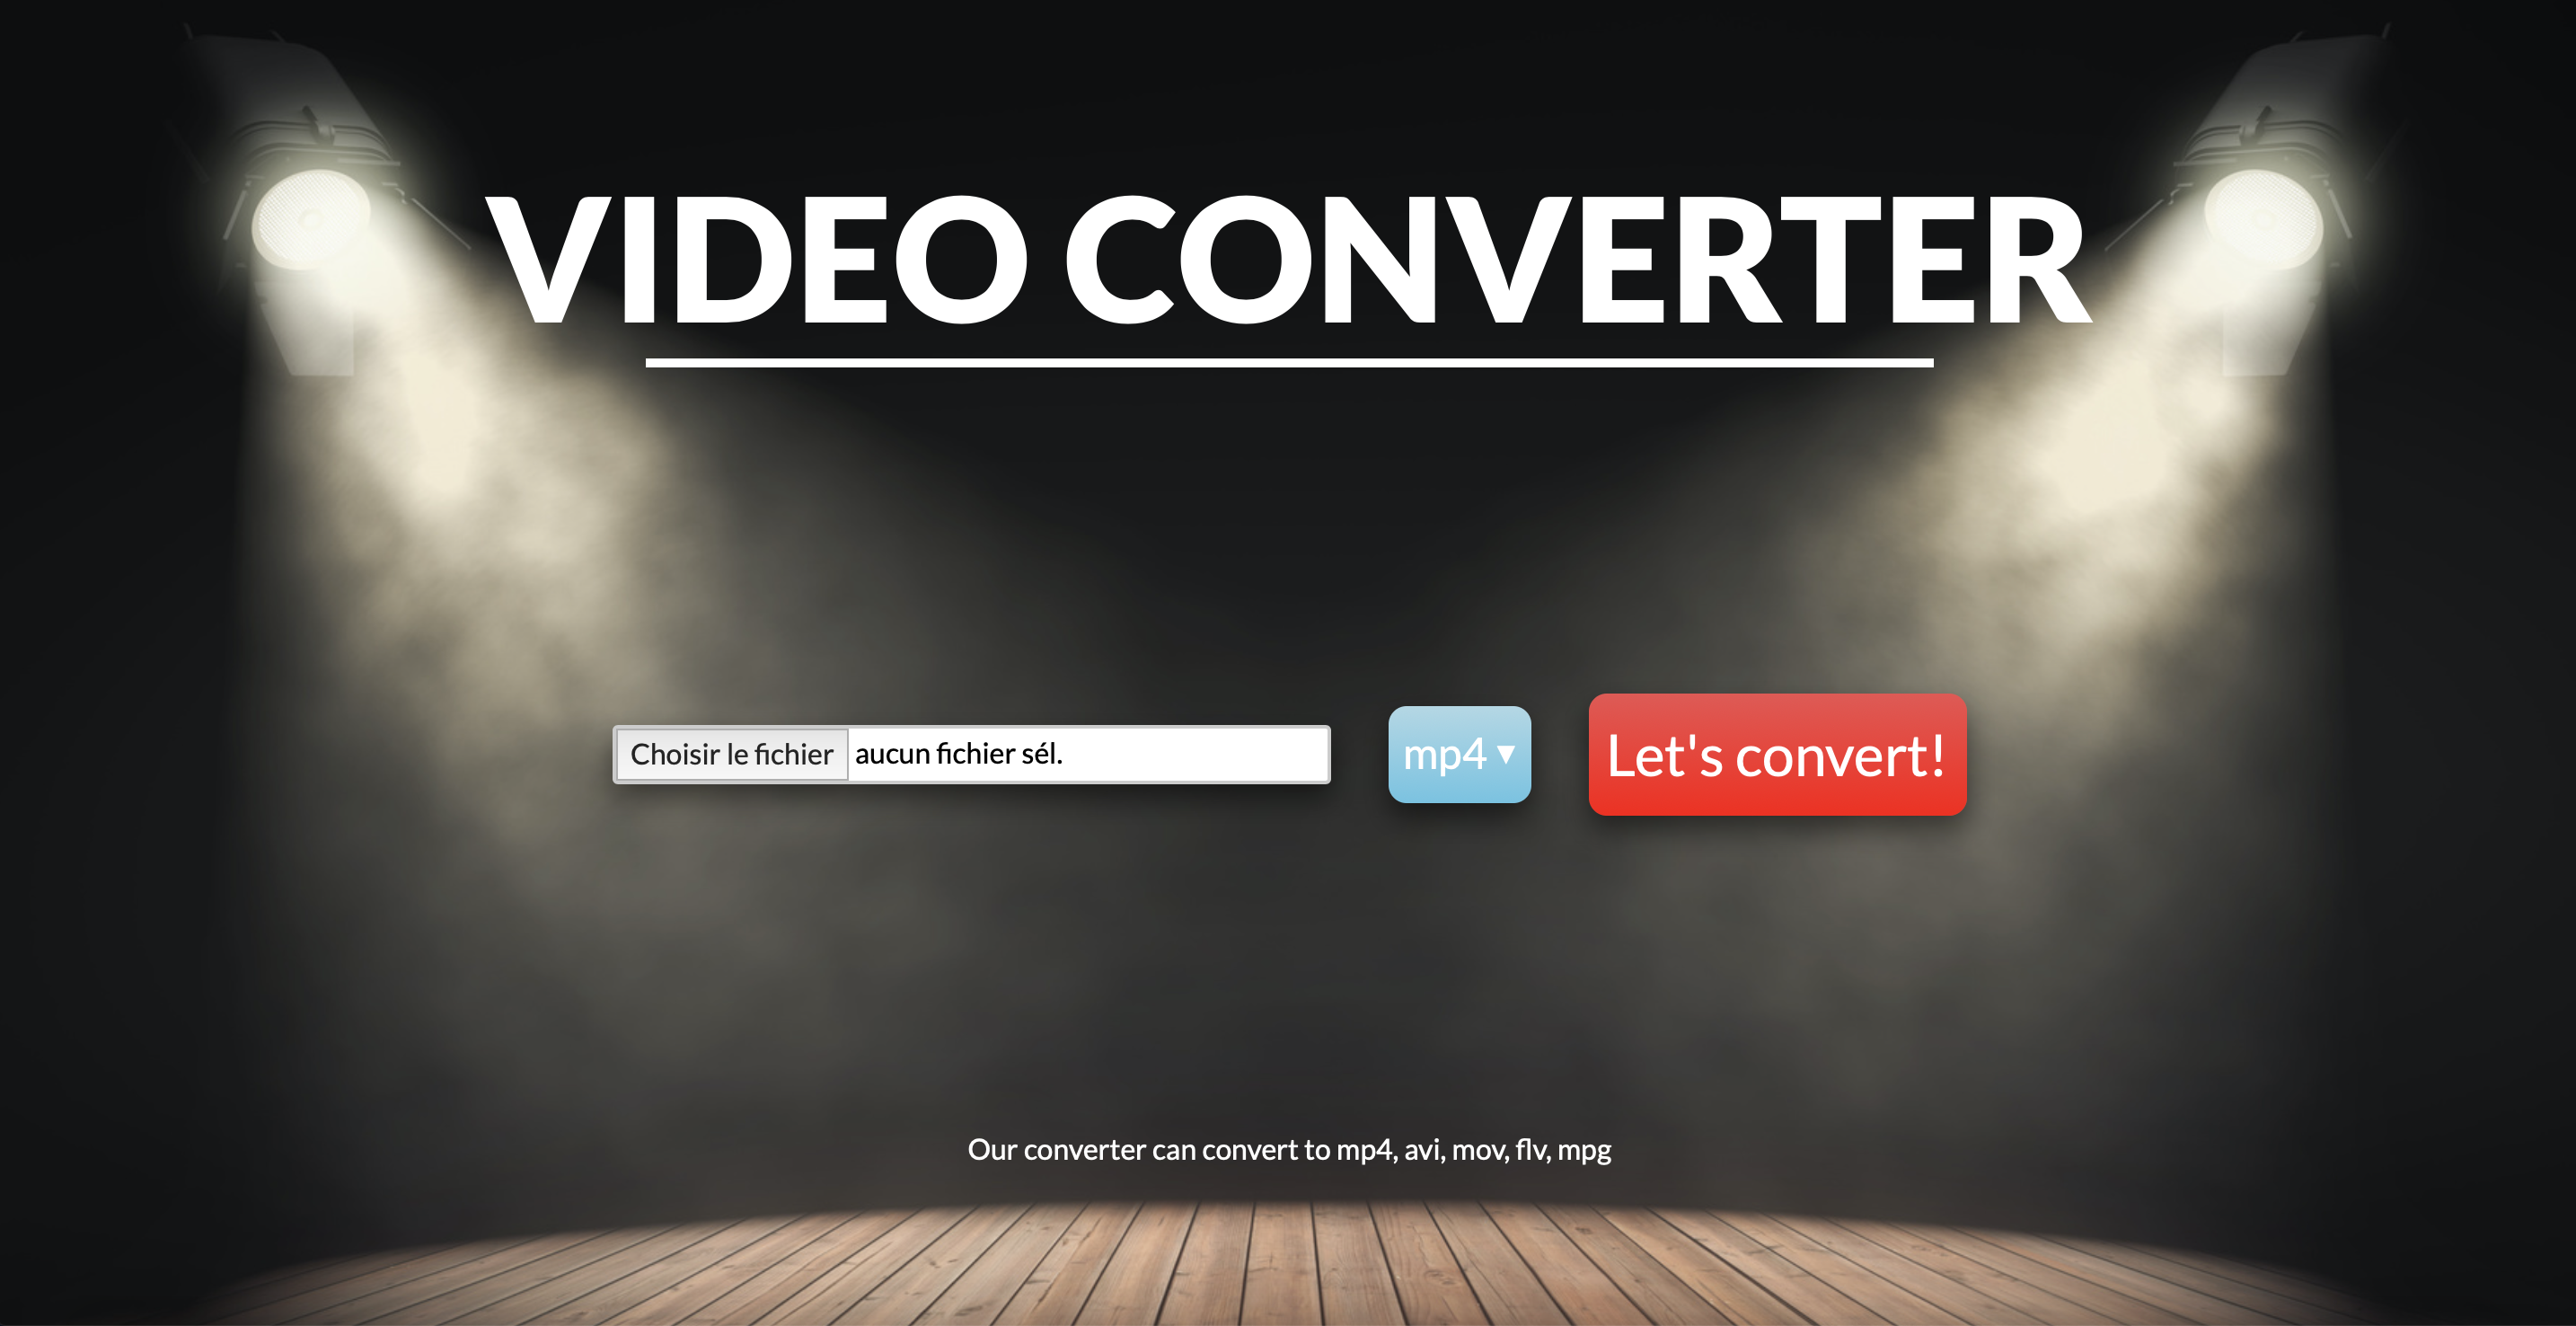 VIDEO CONVERTER
Choisir le fichier aucun fichier sél. mp4 ▼ Let's convert!
Our converter can convert to mp4, avi, mov, flv, mpg